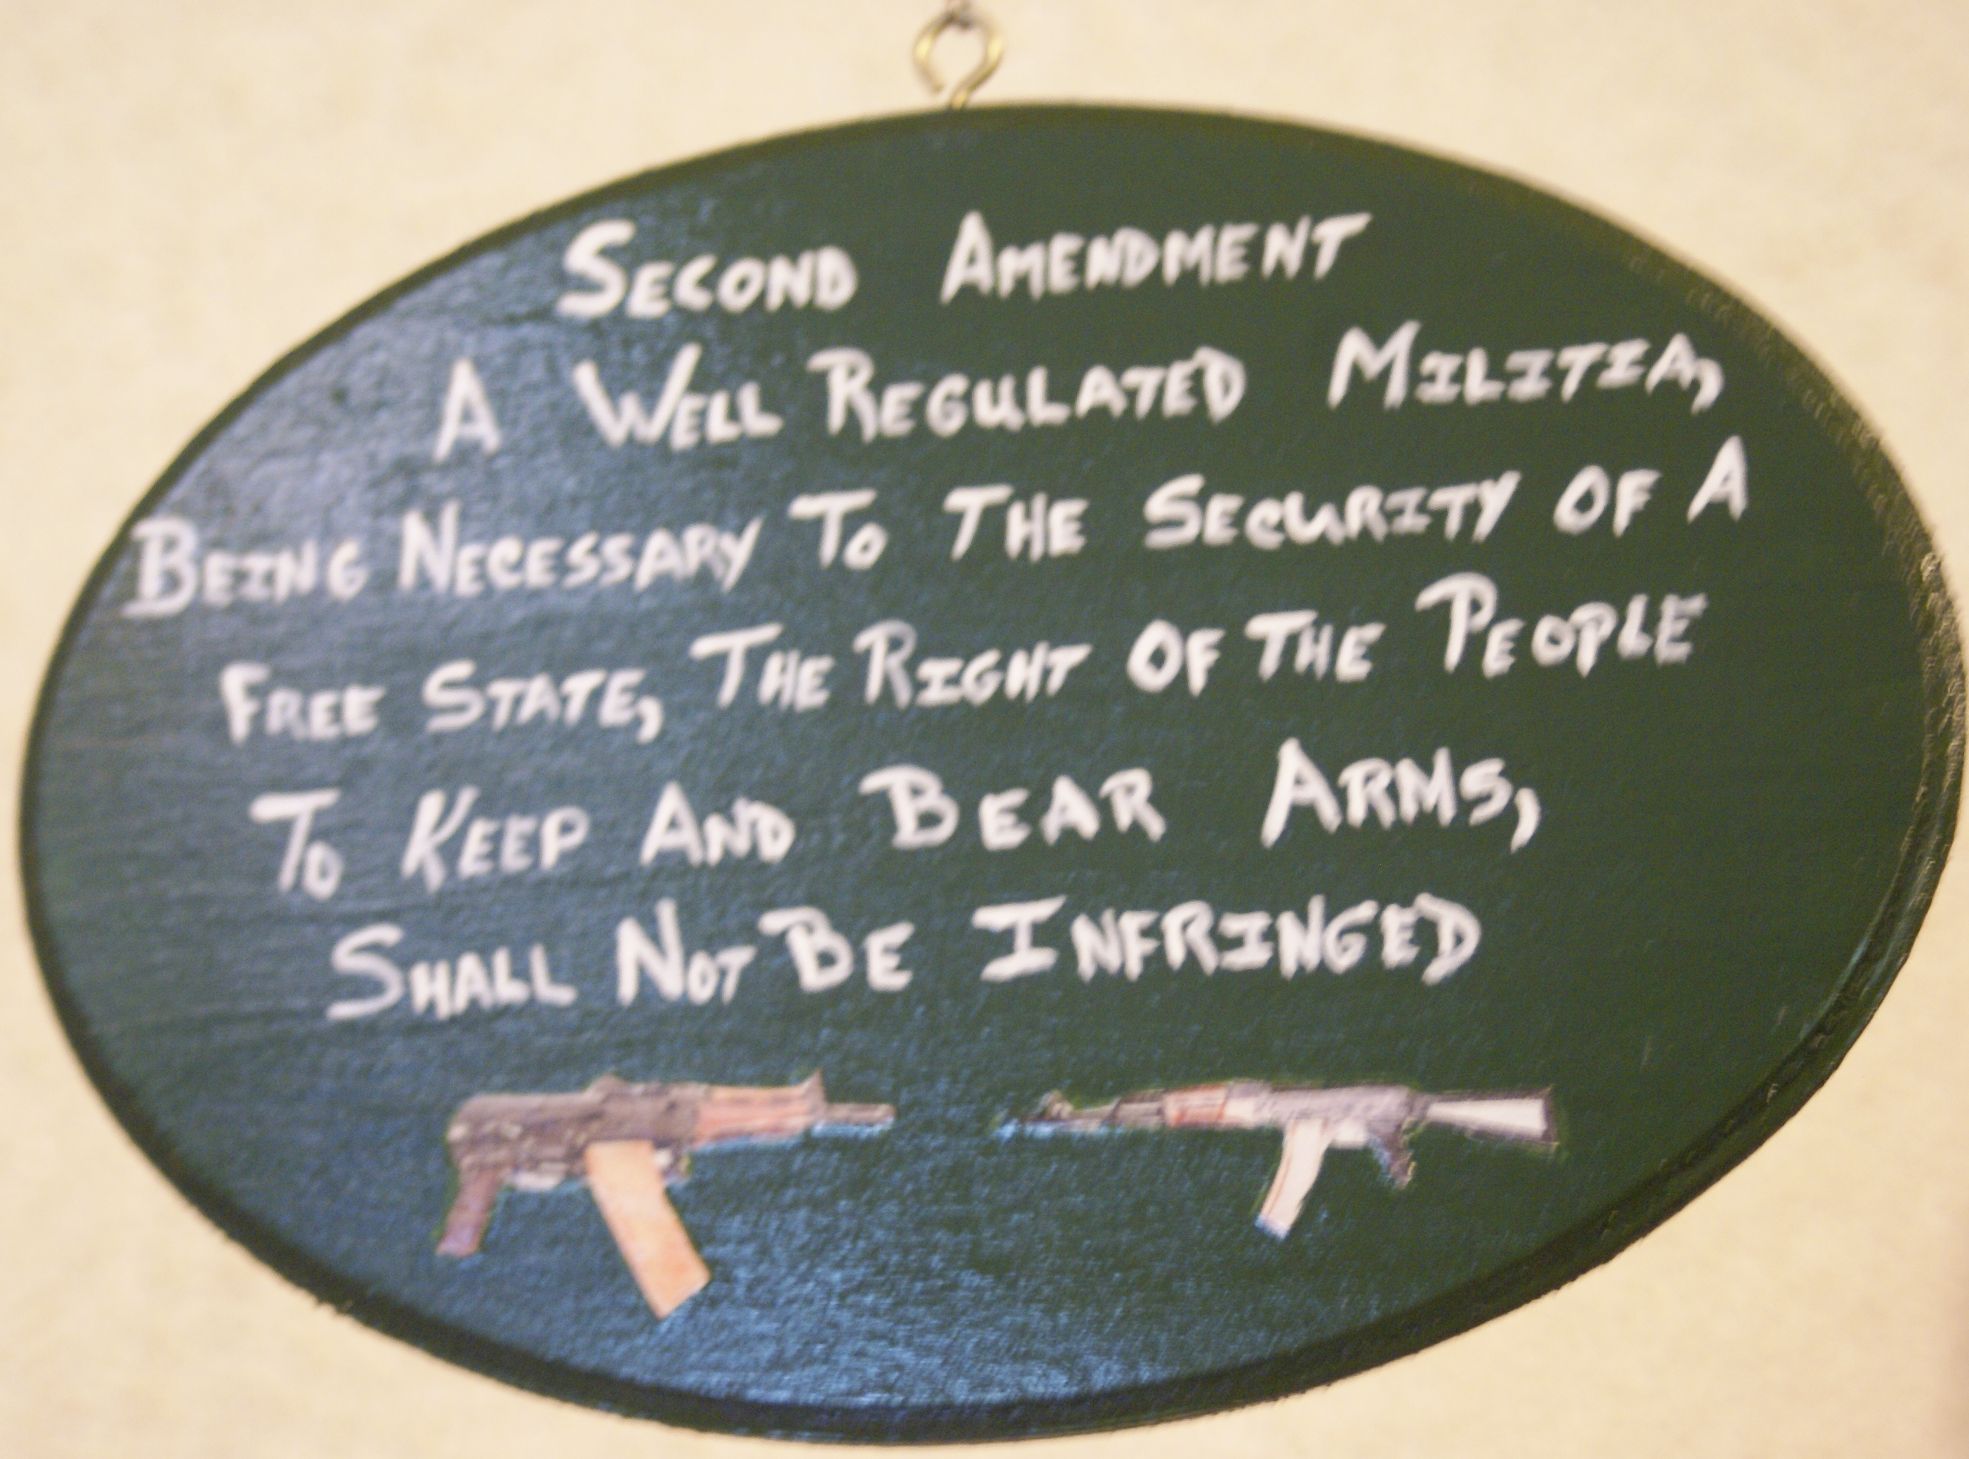 Second Amendment
A Well Regulated Militia,
Being Necessary To The Security Of A
Free State, The Right Of The People
To Keep And Bear Arms,
Shall Not Be Infringed